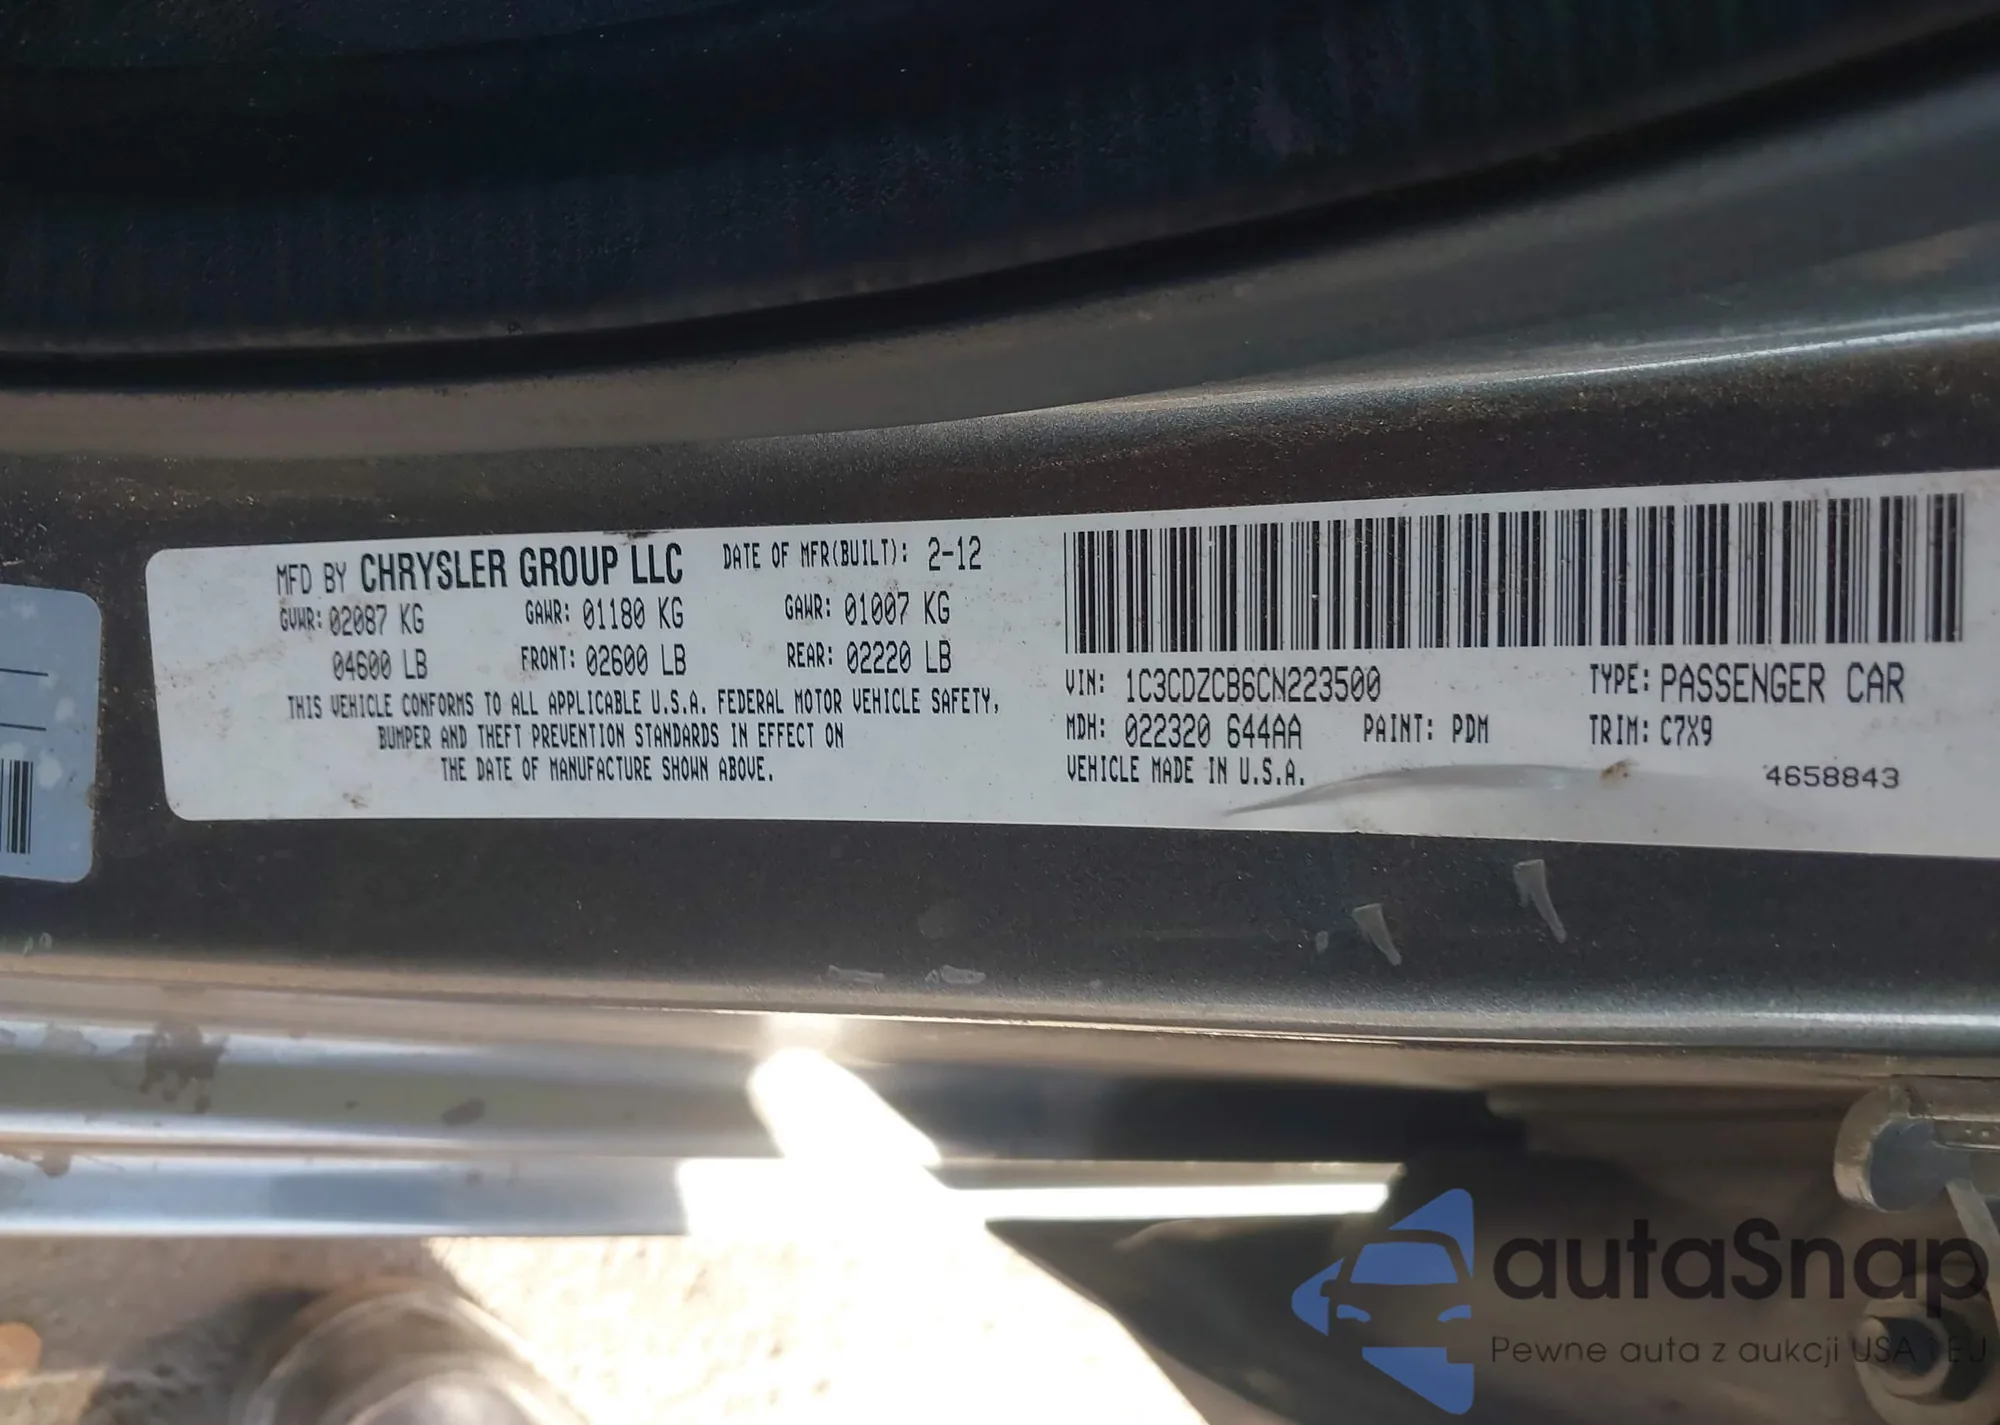 MFD BY CHRYSLER GROUP LLC DATE OF MFR(BUILT): 2-12
GVWR: 02087 KG GAWR: 01180 KG GAWR: 01007 KG
04600 LB FRONT: 02600 LB REAR: 02220 LB
THIS VEHICLE CONFORMS TO ALL APPLICABLE U.S.A. FEDERAL MOTOR VEHICLE SAFETY,
BUMPER AND THEFT PREVENTION STANDARDS IN EFFECT ON
THE DATE OF MANUFACTURE SHOWN ABOVE.
VIN: 1C3CDZCB6CN223500 TYPE: PASSENGER CAR
MDH: 022320 644AA PAINT: PDM TRIM: C7X9
VEHICLE MADE IN U.S.A. 4658843
autaSnap
Pewne auta z aukcji USA i EU